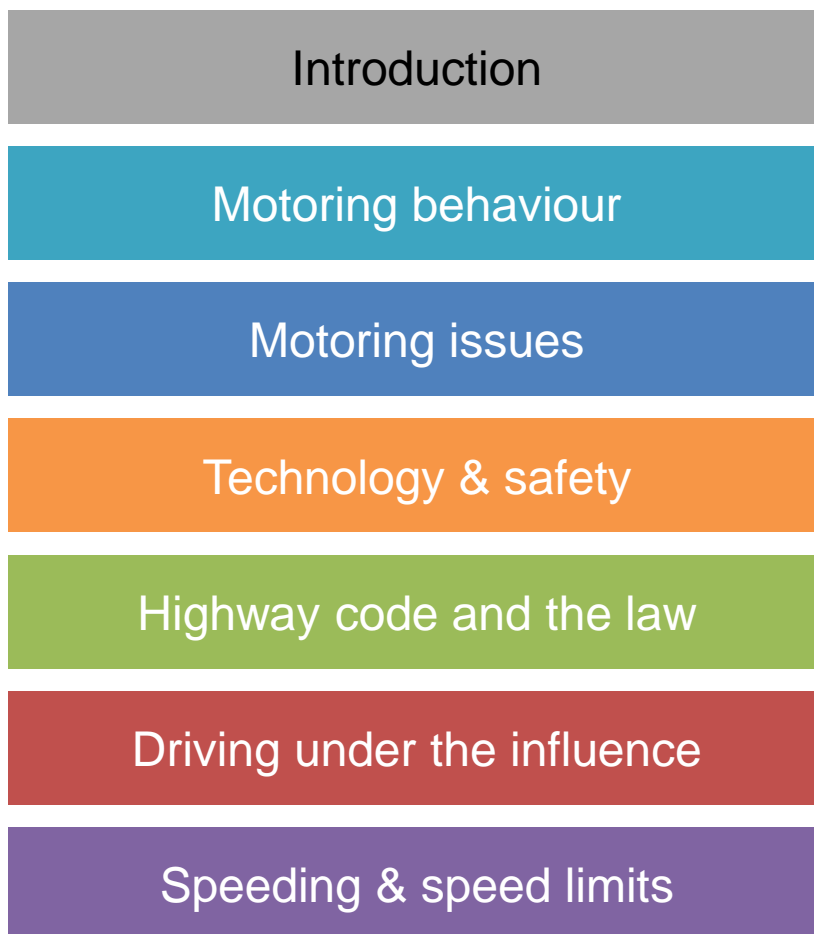 Introduction
Motoring behaviour
Motoring issues
Technology & safety
Highway code and the law
Driving under the influence
Speeding & speed limits